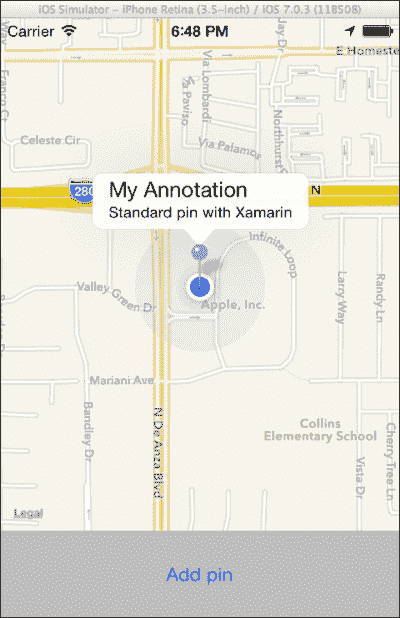 iOS Simulator – iPhone Retina (3.5-inch) / iOS 7.0.3 (11B508)
Carrier 6:48 PM
Way
Franco Ct
Via Lombardi
Via Paviso
Jay Dr
E Homeste
Northhurst Dr
Celeste Cir
Via Palamos
280
N
My Annotation
Standard pin with Xamarin
Infinite Loop
Valley Green Dr
Apple, Inc.
Larry Way
Randy Ln
Mariani Ave
Bandley Dr
N De Anza Blvd
Collins
Elementary School
Vista Dr
Cherry Tree Ln
Legal
Add pin